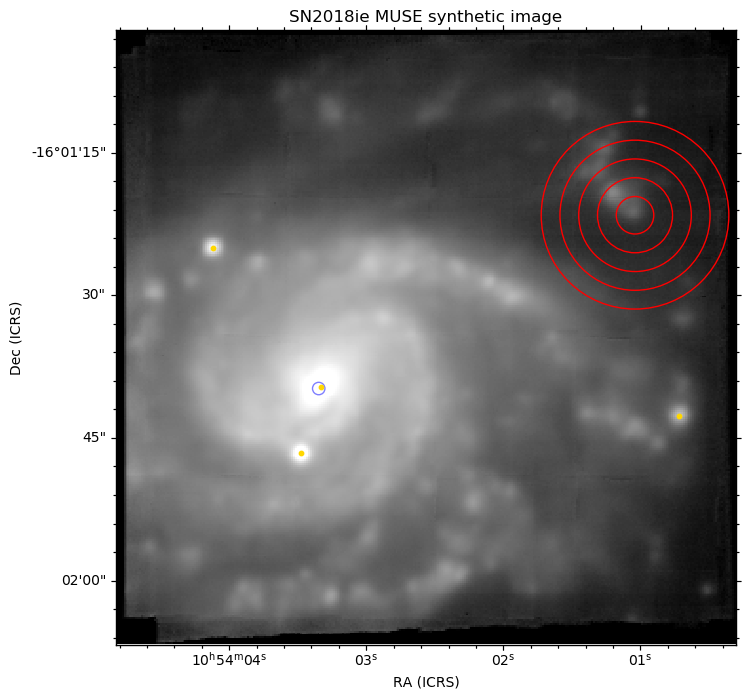 SN2018ie MUSE synthetic image
-16°01'15"
30"
45"
02'00"
Dec (ICRS)
10ʰ54ᵐ04ˢ
03ˢ
02ˢ
01ˢ
RA (ICRS)